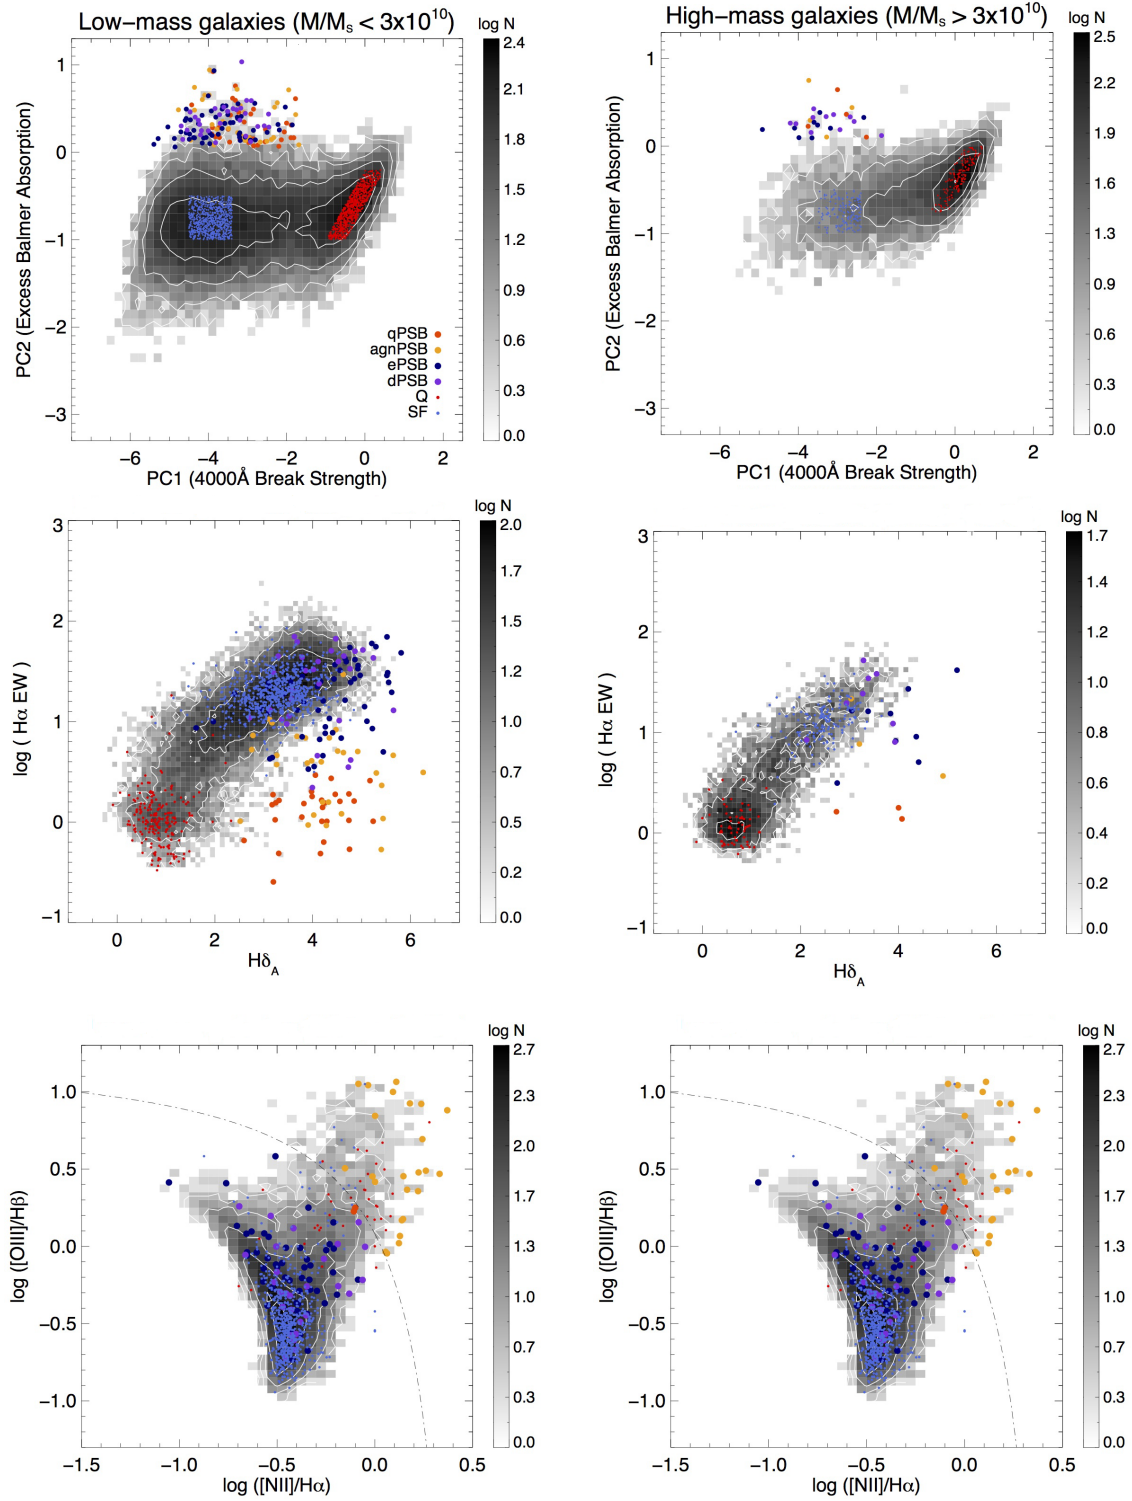 Low−mass galaxies (M/Ms < 3x10^10)
log N
1
0
−1
−2
−3
PC2 (Excess Balmer Absorption)
−6 −4 −2 0 2
PC1 (4000Å Break Strength)
qPSB
agnPSB
ePSB
dPSB
Q
SF
2.4
2.1
1.8
1.5
1.2
0.9
0.6
0.3
0.0
High−mass galaxies (M/Ms > 3x10^10)
log N
1
0
−1
−2
−3
PC2 (Excess Balmer Absorption)
−6 −4 −2 0 2
PC1 (4000Å Break Strength)
2.5
2.2
1.9
1.6
1.3
0.9
0.6
0.3
0.0
log N
3
2
1
0
−1
log ( Hα EW )
0 2 4 6
HδA
2.0
1.7
1.5
1.2
1.0
0.7
0.5
0.2
0.0
log N
3
2
1
0
−1
log ( Hα EW )
0 2 4 6
HδA
1.7
1.4
1.2
1.0
0.8
0.6
0.4
0.2
0.0
log N
1.0
0.5
0.0
−0.5
−1.0
log ([OIII]/Hβ)
−1.5 −1.0 −0.5 0.0 0.5
log ([NII]/Hα)
2.7
2.3
2.0
1.7
1.3
1.0
0.7
0.3
0.0
log N
1.0
0.5
0.0
−0.5
−1.0
log ([OIII]/Hβ)
−1.5 −1.0 −0.5 0.0 0.5
log ([NII]/Hα)
2.7
2.3
2.0
1.7
1.3
1.0
0.7
0.3
0.0